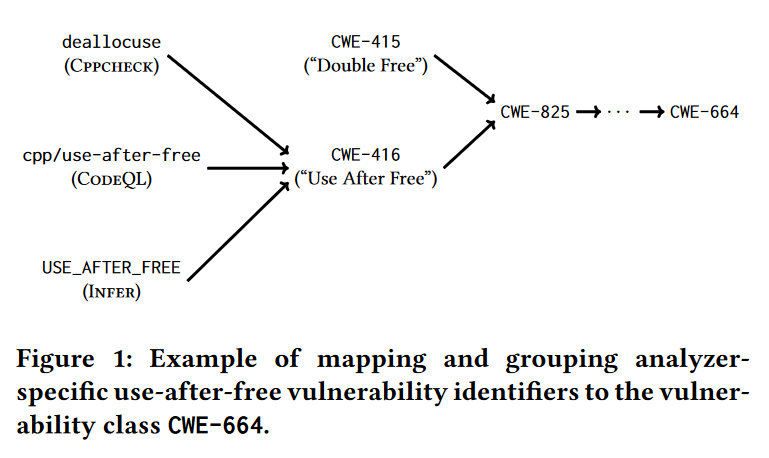 deallocuse
(CPPCHECK)
CWE-415
("Double Free")
CWE-825
···
CWE-664
cpp/use-after-free
(CODEQL)
CWE-416
("Use After Free")
USE_AFTER_FREE
(INFER)
Figure 1: Example of mapping and grouping analyzer-
specific use-after-free vulnerability identifiers to the vulner-
ability class CWE-664.